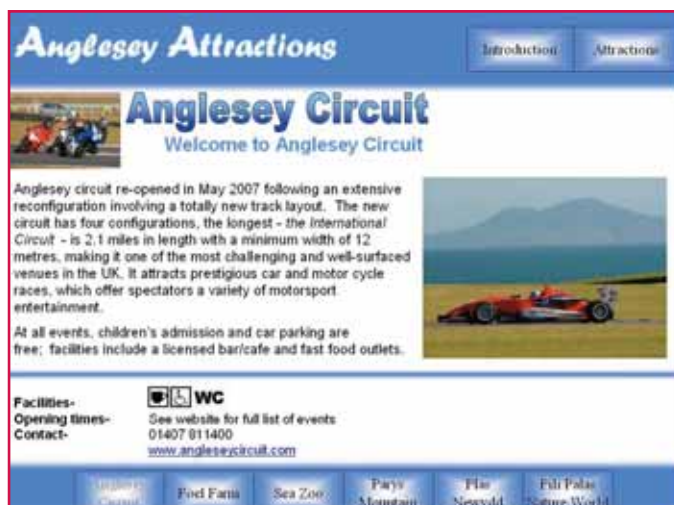 Anglesey Attractions
Introduction
Attractions
Anglesey Circuit
Welcome to Anglesey Circuit
Anglesey circuit re-opened in May 2007 following an extensive
reconfiguration involving a totally new track layout. The new
circuit has four configurations, the longest - the International
Circuit - is 2.1 miles in length with a minimum width of 12
metres, making it one of the most challenging and well-surfaced
venues in the UK. It attracts prestigious car and motor cycle
races, which offer spectators a variety of motorsport
entertainment.
At all events, children's admission and car parking are
free; facilities include a licensed bar/cafe and fast food outlets.
Facilities- WC
Opening times- See website for full list of events
Contact- 01407 811400
www.angleseycircuit.com
Anglesey Circuit
Foel Farm
Sea Zoo
Parys Mountain
Plas Newydd
Pili Palas Nature World